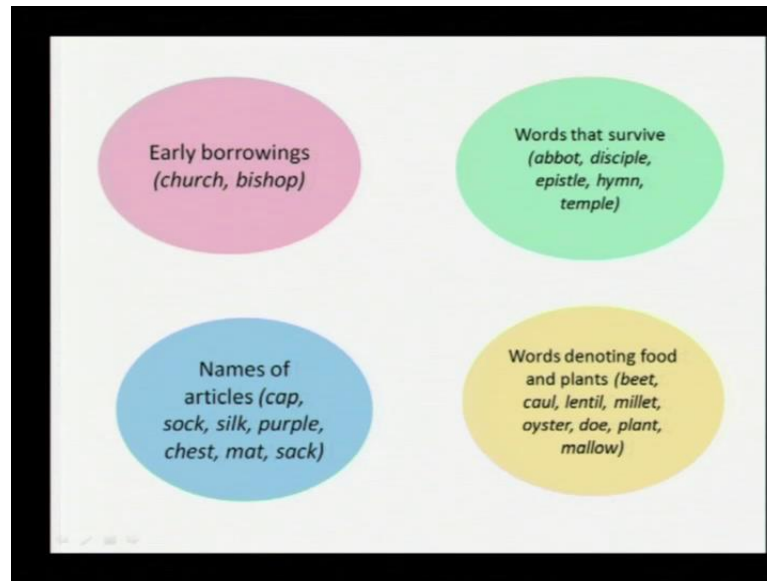 Early borrowings
(church, bishop)
Words that survive
(abbot, disciple,
epistle, hymn,
temple)
Names of
articles (cap,
sock, silk, purple,
chest, mat, sack)
Words denoting food
and plants (beet,
caul, lentil, millet,
oyster, doe, plant,
mallow)